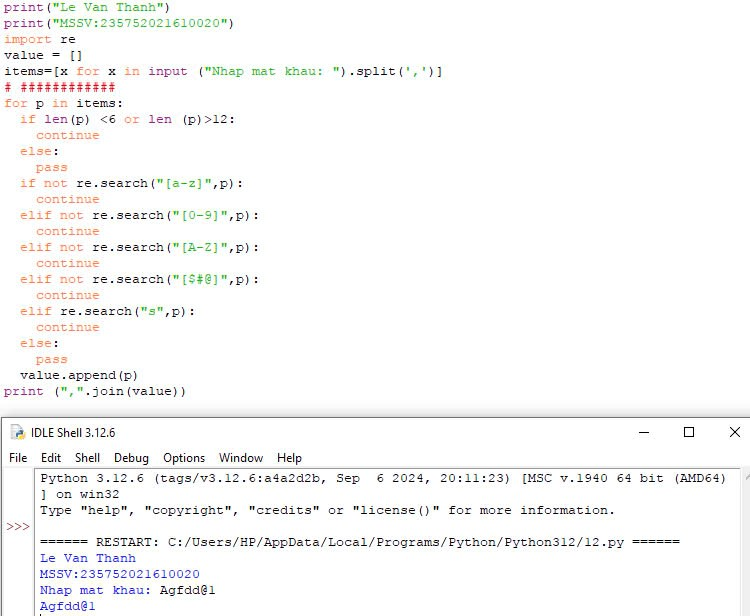 print("Le Van Thanh")
print("MSSV:235752021610020")
import re
value = []
items=[x for x in input ("Nhap mat khau: ").split(',')]
# ############
for p in items:
  if len(p) <6 or len (p)>12:
    continue
  else:
    pass
  if not re.search("[a-z]",p):
    continue
  elif not re.search("[0-9]",p):
    continue
  elif not re.search("[A-Z]",p):
    continue
  elif not re.search("[$#@]",p):
    continue
  elif re.search("s",p):
    continue
  else:
    pass
  value.append(p)
print (",".join(value))
IDLE Shell 3.12.6
File Edit Shell Debug Options Window Help
Python 3.12.6 (tags/v3.12.6:a4a2d2b, Sep  6 2024, 20:11:23) [MSC v.1940 64 bit (AMD64)
] on win32
Type "help", "copyright", "credits" or "license()" for more information.
>>>
====== RESTART: C:/Users/HP/AppData/Local/Programs/Python/Python312/12.py ======
Le Van Thanh
MSSV:235752021610020
Nhap mat khau: Agfdd@1
Agfdd@1